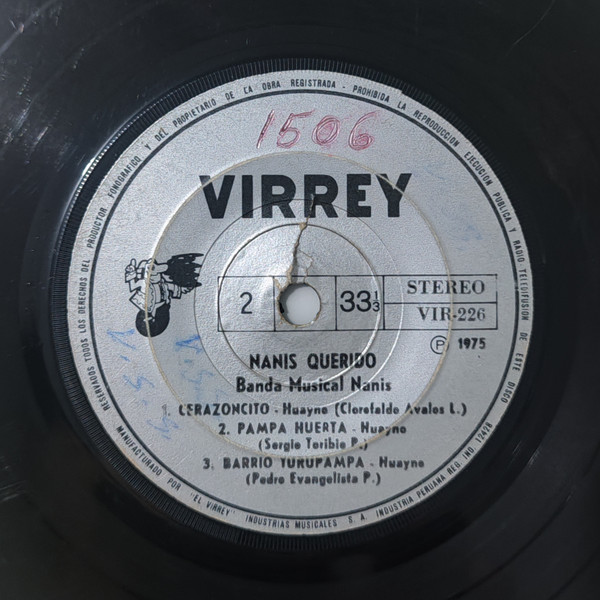 RESERVADOS TODOS LOS DERECHOS DEL PRODUCTOR FONOGRAFICO Y DEL PROPIETARIO DE LA OBRA REGISTRADA - PROHIBIDA LA REPRODUCCION EJECUCION PUBLICA Y RADIO TELEDIFUSION DE ESTE DISCO
1506
VIRREY
2
33 1/3
STEREO
VIR-226
℗ 1975
NANIS QUERIDO
Banda Musical Nanis
1. CERAZONCITO - Huayno (Clorofaldo Avalos L.)
2. PAMPA HUERTA - Huayno
(Sergio Toribio P.)
3. BARRIO YURUPAMPA - Huayno
(Pedro Evangelista P.)
MANUFACTURADO POR "EL VIRREY" INDUSTRIAS MUSICALES S. A. INDUSTRIA PERUANA REG. IND. 12428